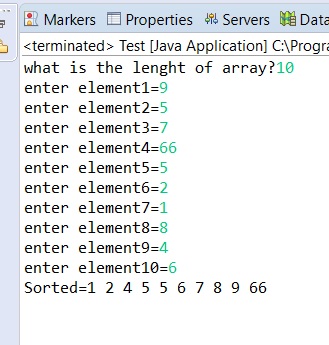 Markers Properties Servers Data
<terminated> Test [Java Application] C:\Progra
what is the lenght of array?10
enter element1=9
enter element2=5
enter element3=7
enter element4=66
enter element5=5
enter element6=2
enter element7=1
enter element8=8
enter element9=4
enter element10=6
Sorted=1 2 4 5 5 6 7 8 9 66